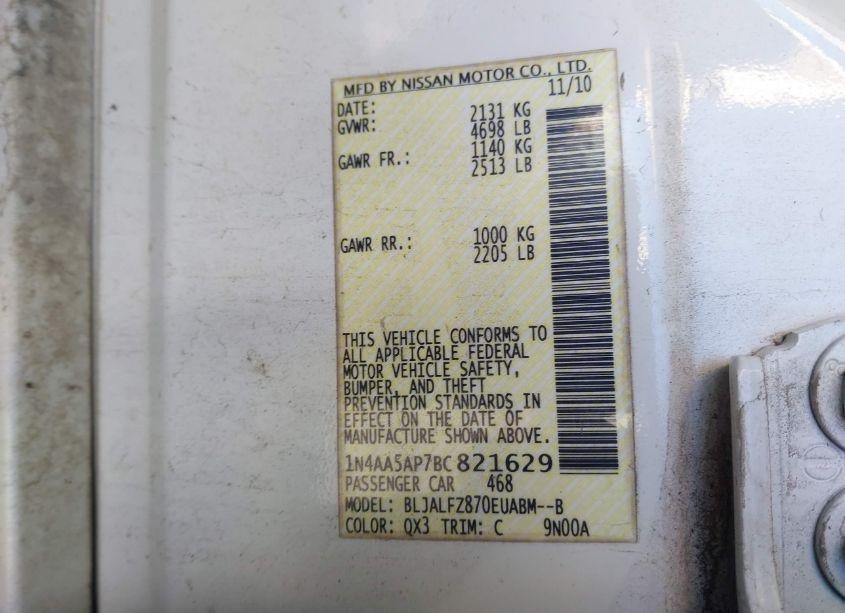 MFD BY NISSAN MOTOR CO., LTD.
DATE: 11/10
GVWR: 2131 KG
4698 LB
GAWR FR.: 1140 KG
2513 LB
GAWR RR.: 1000 KG
2205 LB
THIS VEHICLE CONFORMS TO
ALL APPLICABLE FEDERAL
MOTOR VEHICLE SAFETY,
BUMPER, AND THEFT
PREVENTION STANDARDS IN
EFFECT ON THE DATE OF
MANUFACTURE SHOWN ABOVE.
1N4AA5AP7BC821629
PASSENGER CAR 468
MODEL: BLJALFZ870EUABM--B
COLOR: QX3 TRIM: C 9N00A